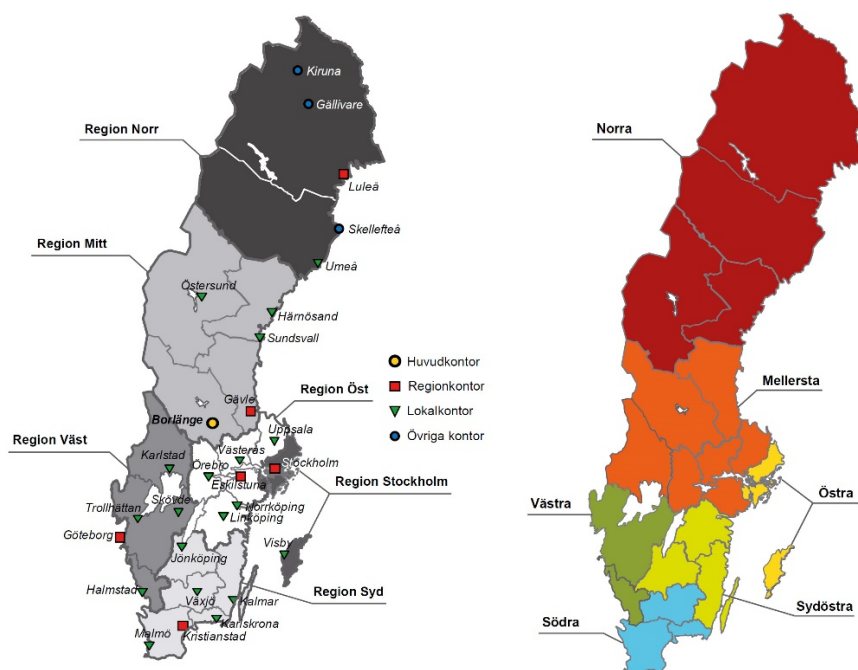 Kiruna
Gällivare
Region Norr
Luleå
Skellefteå
Region Mitt
Umeå
Östersund
Härnösand
Sundsvall
Huvudkontor
Regionkontor
Lokalkontor
Övriga kontor
Region Öst
Gävle
Borlänge
Uppsala
Region Väst
Karlstad
Västerås
Örebro
Stockholm
Eskilstuna
Region Stockholm
Skövde
Trollhättan
Norrköping
Linköping
Göteborg
Visby
Jönköping
Region Syd
Halmstad
Växjö
Kalmar
Karlskrona
Kristianstad
Malmö
Norra
Mellersta
Västra
Östra
Sydöstra
Södra